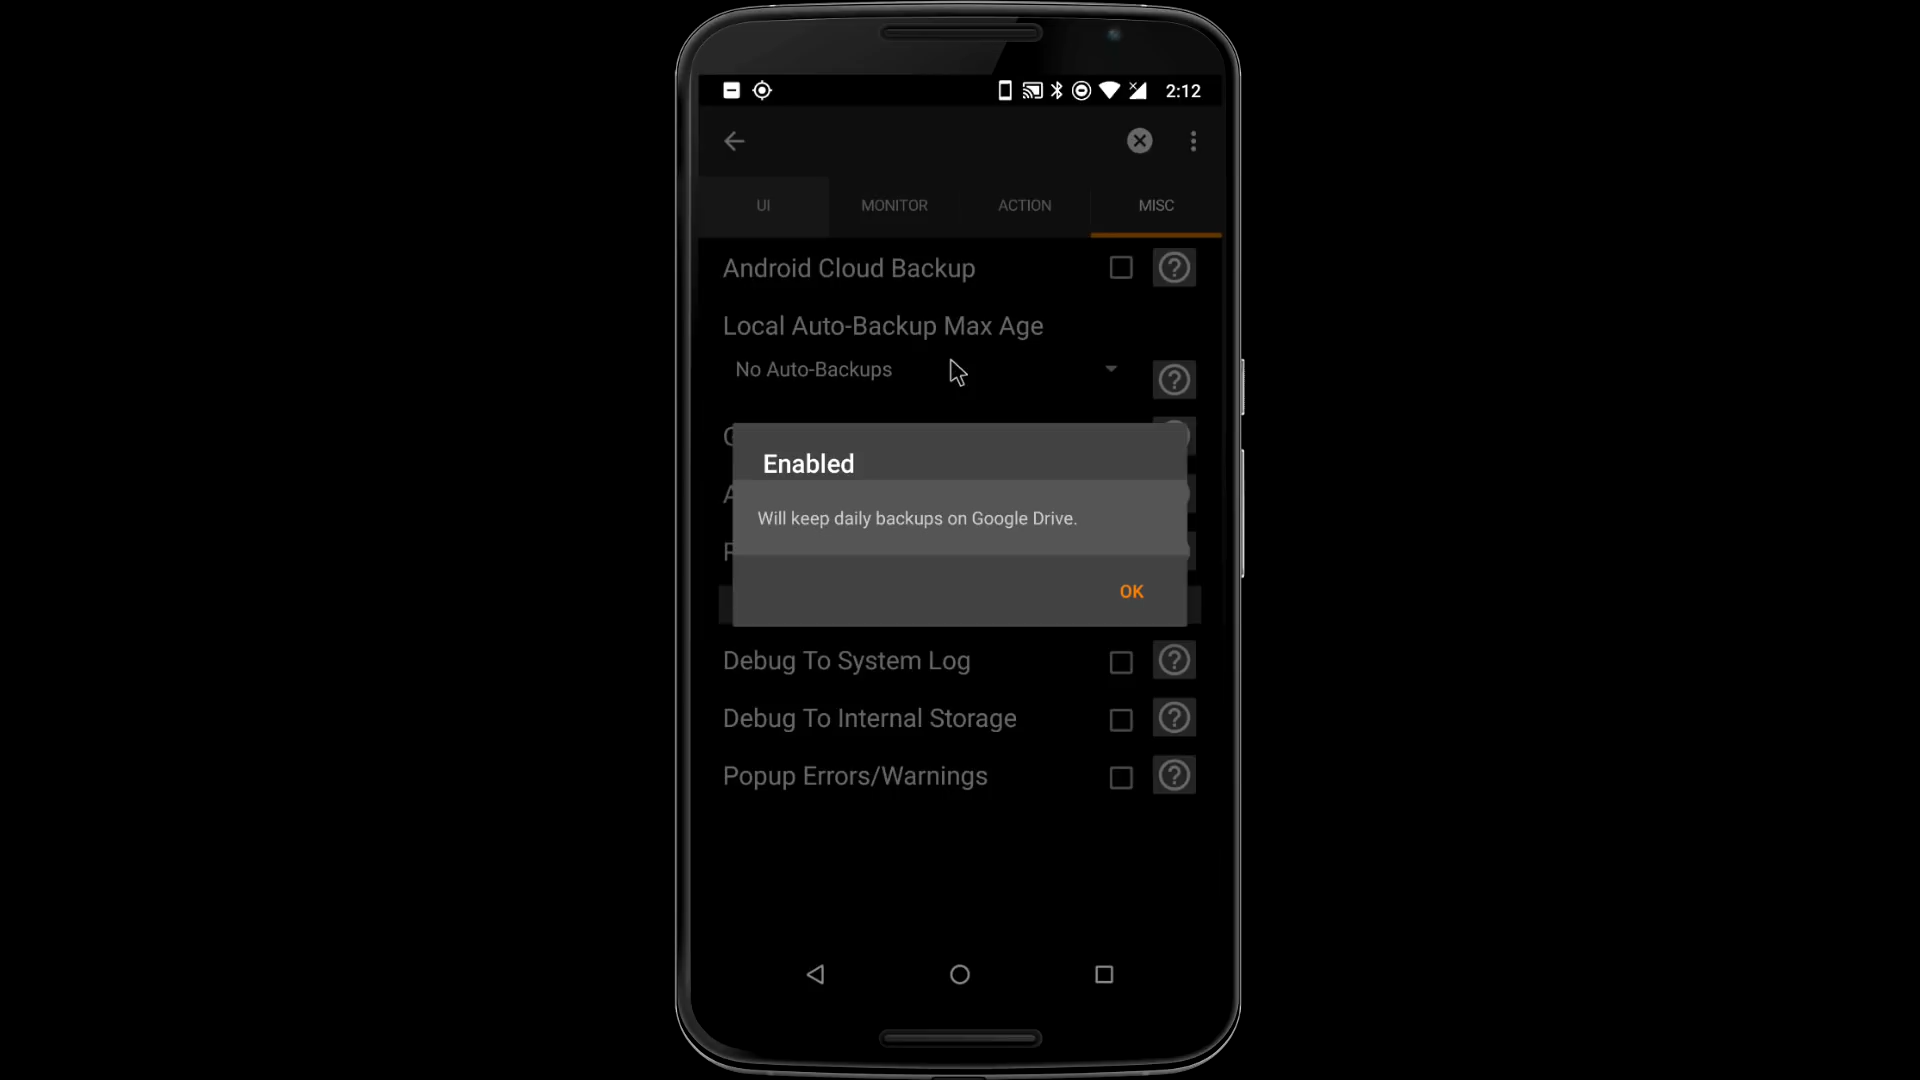 2:12
UI MONITOR ACTION MISC
Android Cloud Backup
Local Auto-Backup Max Age
No Auto-Backups
Enabled
Will keep daily backups on Google Drive.
OK
Debug To System Log
Debug To Internal Storage
Popup Errors/Warnings